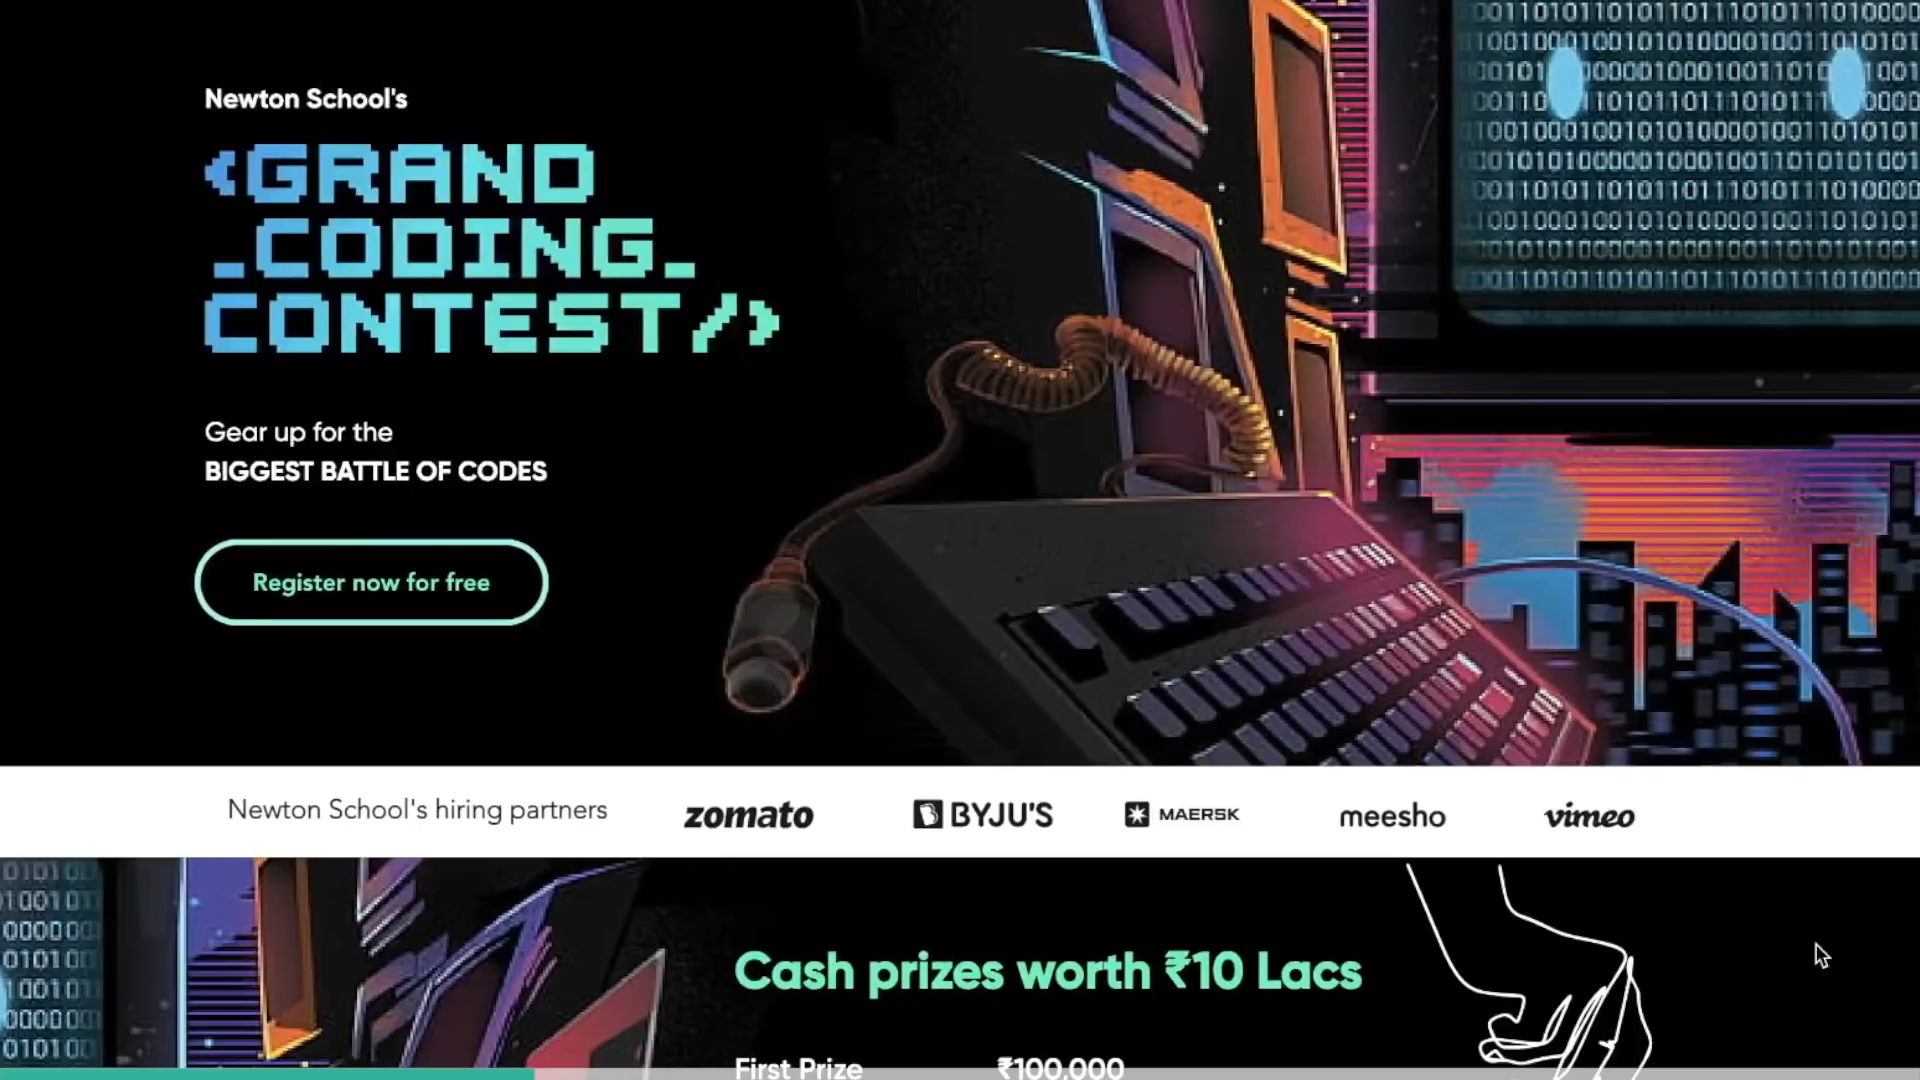 Newton School's
<GRAND
_CODING_
CONTEST/>
Gear up for the
BIGGEST BATTLE OF CODES
Register now for free
Newton School's hiring partners
zomato
BYJU'S
MAERSK
meesho
vimeo
Cash prizes worth ₹10 Lacs
First Prize ₹100,000